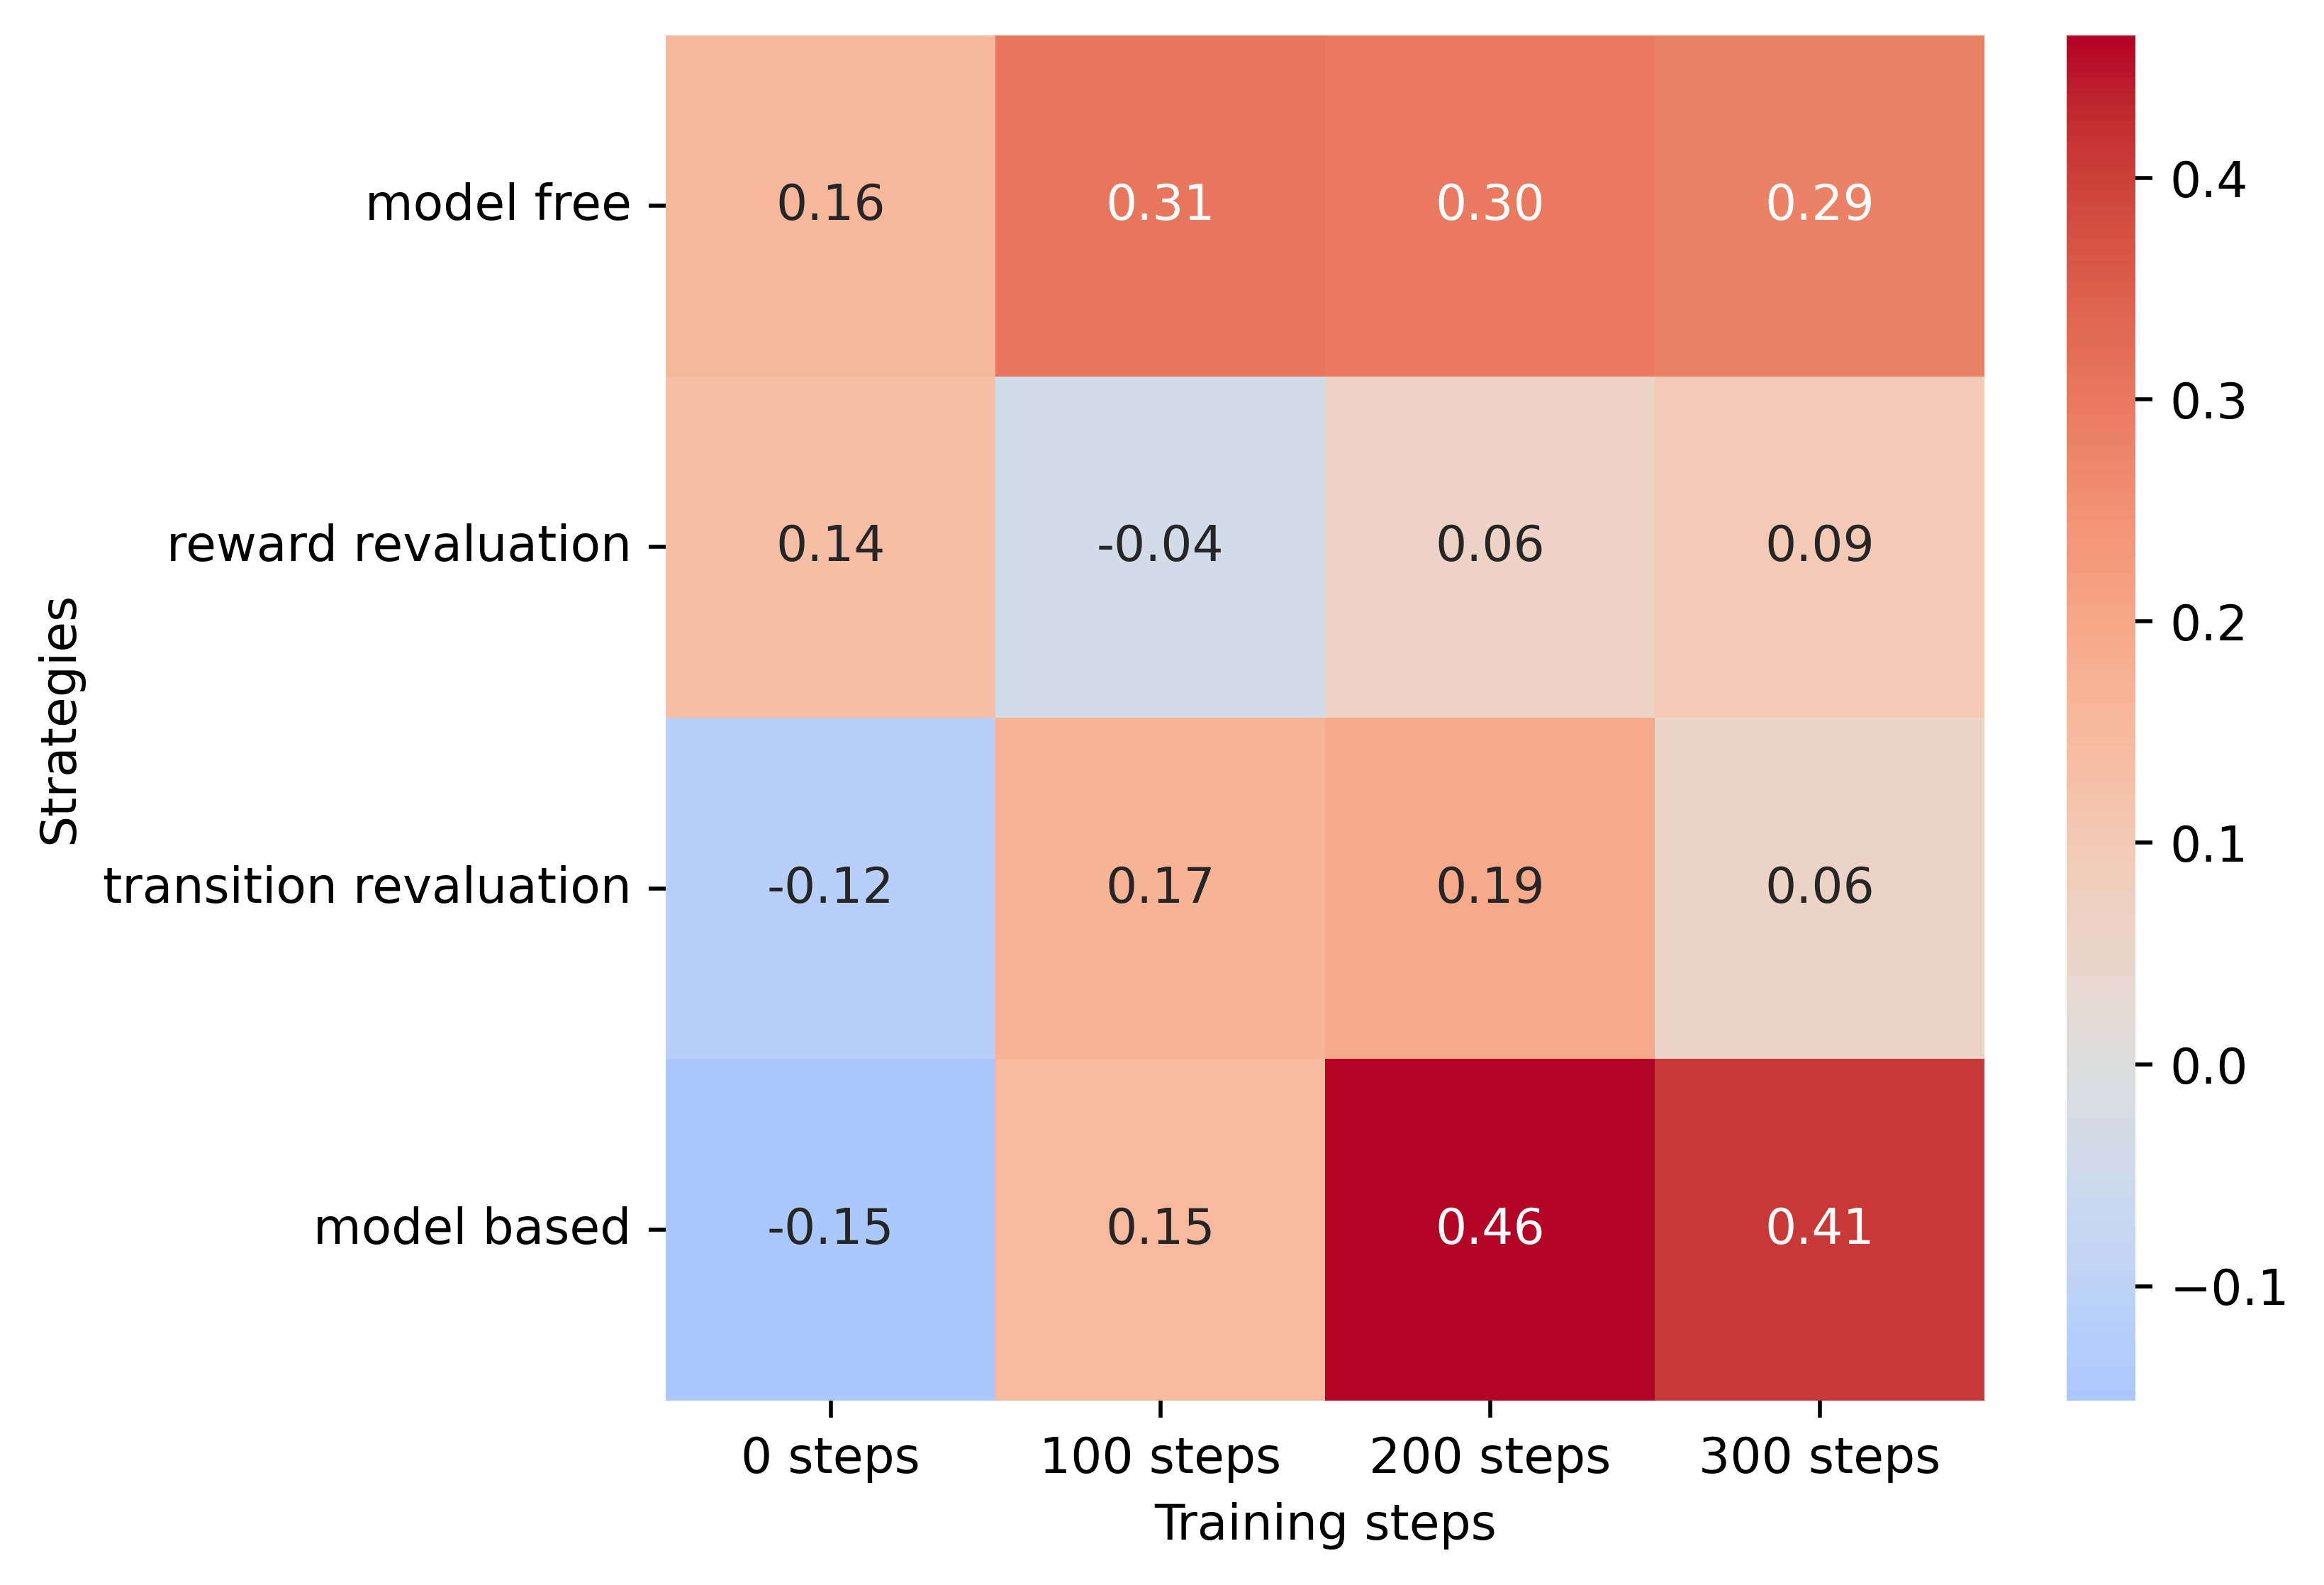 model free 0.16 0.31 0.30 0.29
reward revaluation 0.14 -0.04 0.06 0.09
transition revaluation -0.12 0.17 0.19 0.06
model based -0.15 0.15 0.46 0.41
0 steps 100 steps 200 steps 300 steps
Training steps
Strategies
0.4
0.3
0.2
0.1
0.0
−0.1